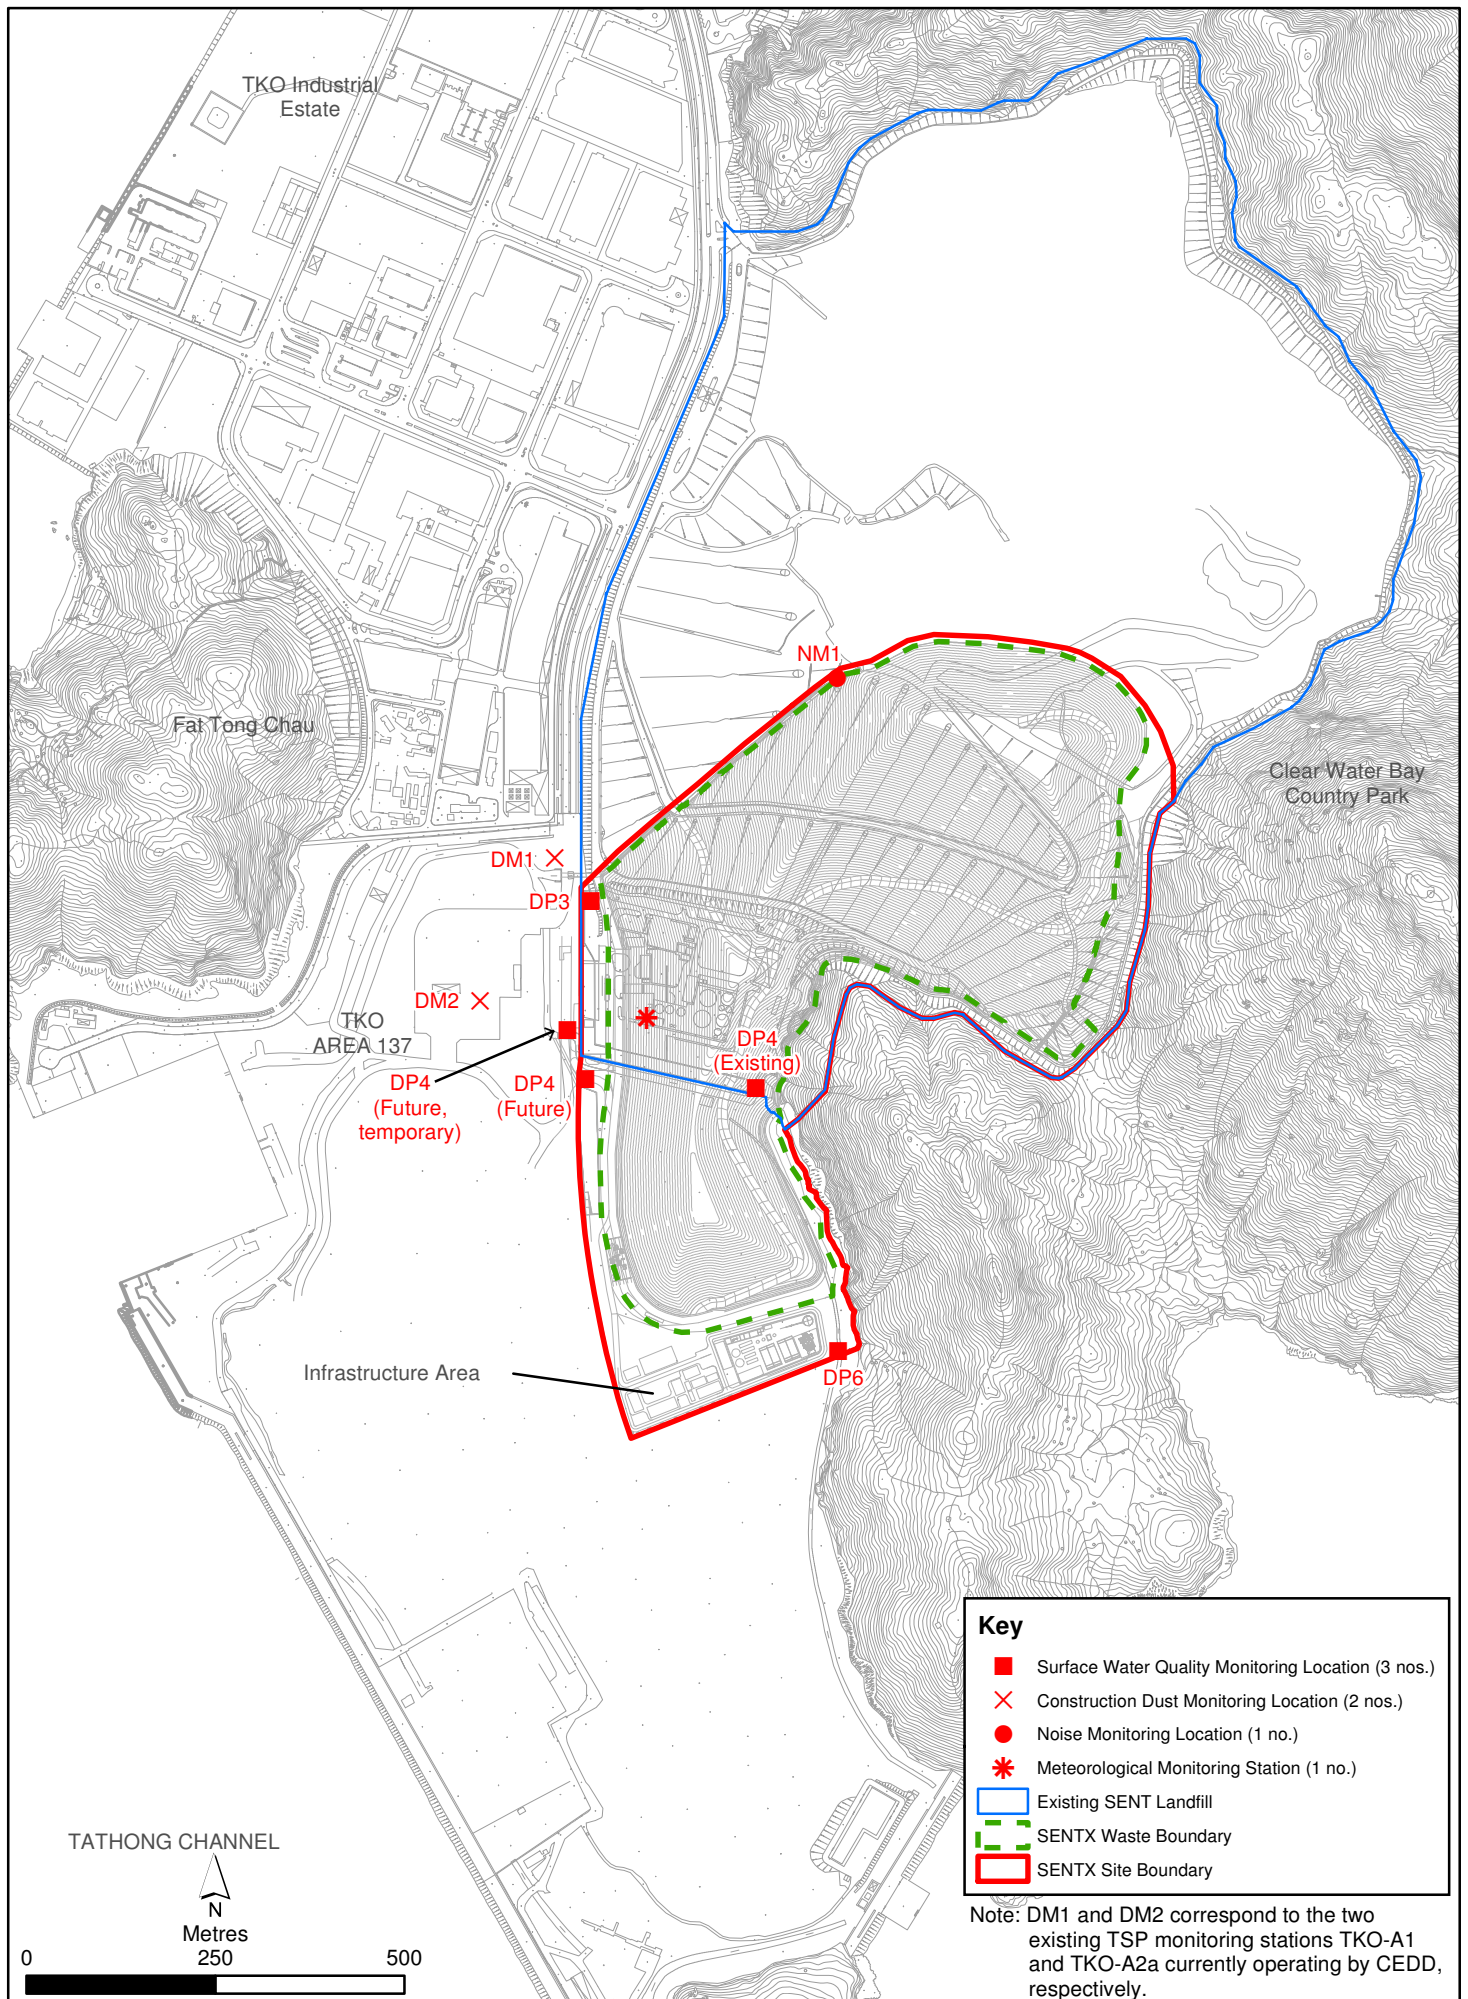 TKO Industrial
Estate
NM1
Fat Tong Chau
Clear Water Bay
Country Park
DM1
DP3
DM2
TKO
AREA 137
DP4
(Existing)
DP4
(Future,
temporary)
DP4
(Future)
Infrastructure Area
DP6
TATHONG CHANNEL
N
Metres
0 250 500
Key
Surface Water Quality Monitoring Location (3 nos.)
Construction Dust Monitoring Location (2 nos.)
Noise Monitoring Location (1 no.)
Meteorological Monitoring Station (1 no.)
Existing SENT Landfill
SENTX Waste Boundary
SENTX Site Boundary
Note: DM1 and DM2 correspond to the two
existing TSP monitoring stations TKO-A1
and TKO-A2a currently operating by CEDD,
respectively.